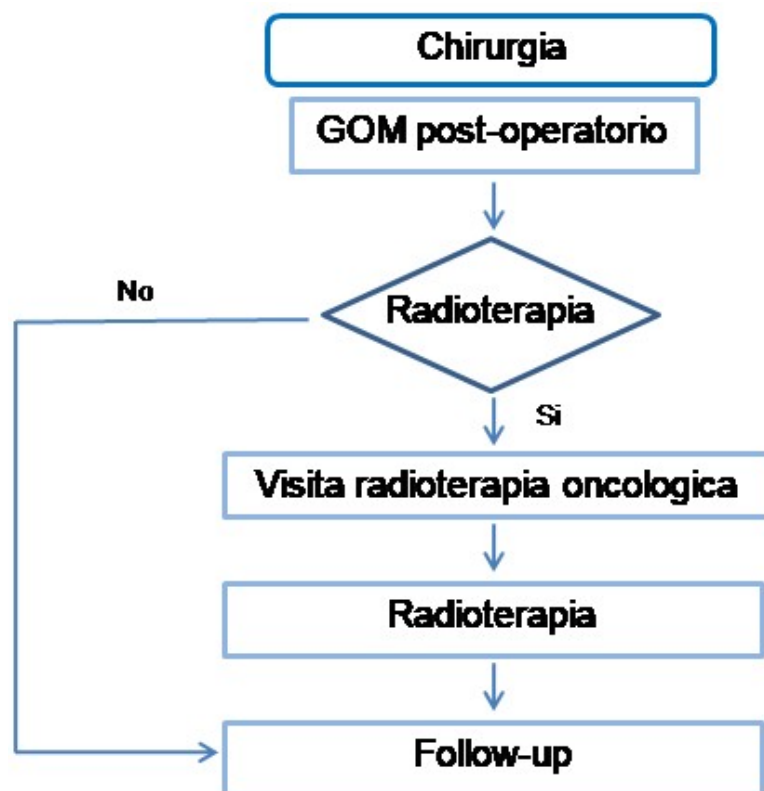 Chirurgia
GOM post-operatorio
No
Radioterapia
Si
Visita radioterapia oncologica
Radioterapia
Follow-up